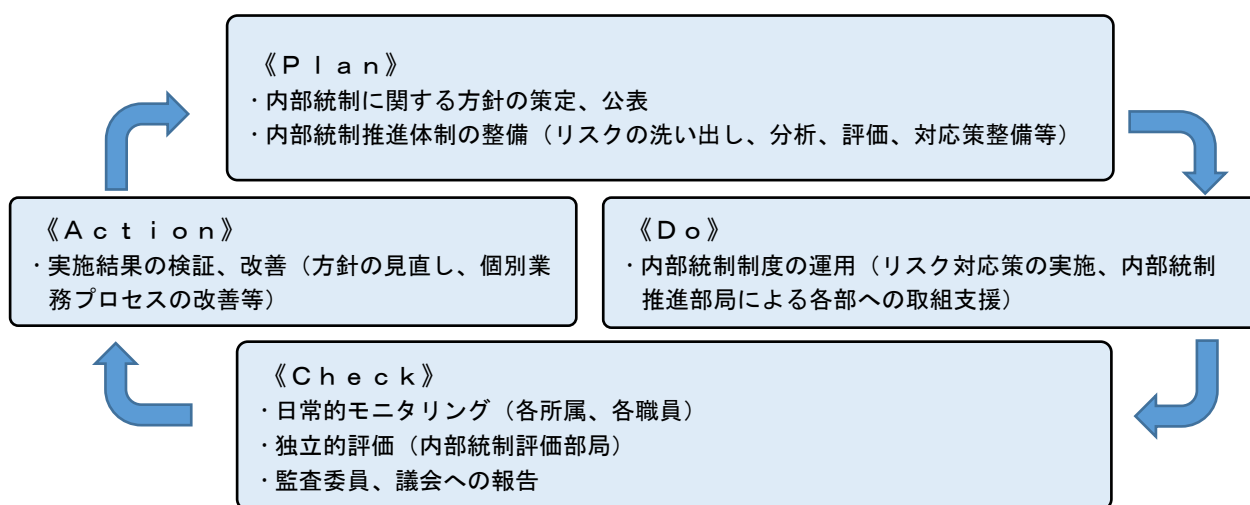 《Ｐｌａｎ》
・内部統制に関する方針の策定、公表
・内部統制推進体制の整備（リスクの洗い出し、分析、評価、対応策整備等）
《Ａｃｔｉｏｎ》
・実施結果の検証、改善（方針の見直し、個別業
務プロセスの改善等）
《Ｄｏ》
・内部統制制度の運用（リスク対応策の実施、内部統制
推進部局による各部への取組支援）
《Ｃｈｅｃｋ》
・日常的モニタリング（各所属、各職員）
・独立的評価（内部統制評価部局）
・監査委員、議会への報告